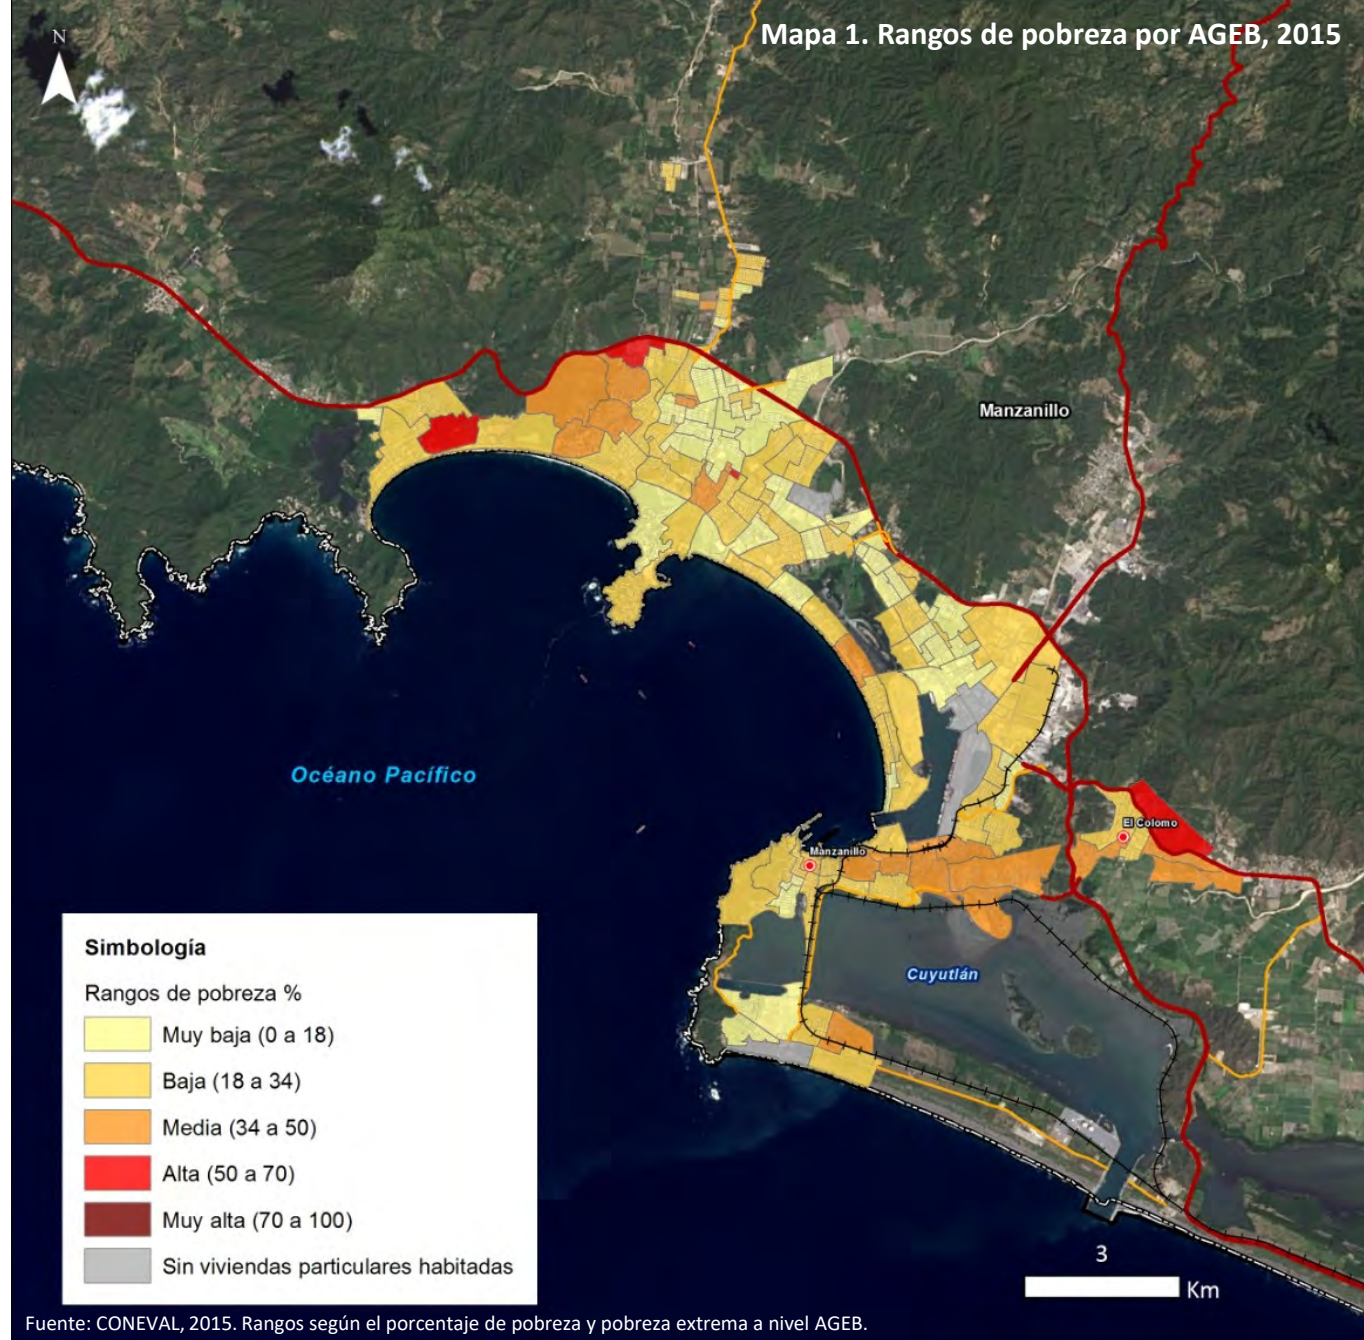 Mapa 1. Rangos de pobreza por AGEB, 2015
N
Manzanillo
Océano Pacífico
El Colomo
Manzanillo
Cuyutlán
Simbología
Rangos de pobreza %
Muy baja (0 a 18)
Baja (18 a 34)
Media (34 a 50)
Alta (50 a 70)
Muy alta (70 a 100)
Sin viviendas particulares habitadas
3
Km
Fuente: CONEVAL, 2015. Rangos según el porcentaje de pobreza y pobreza extrema a nivel AGEB.